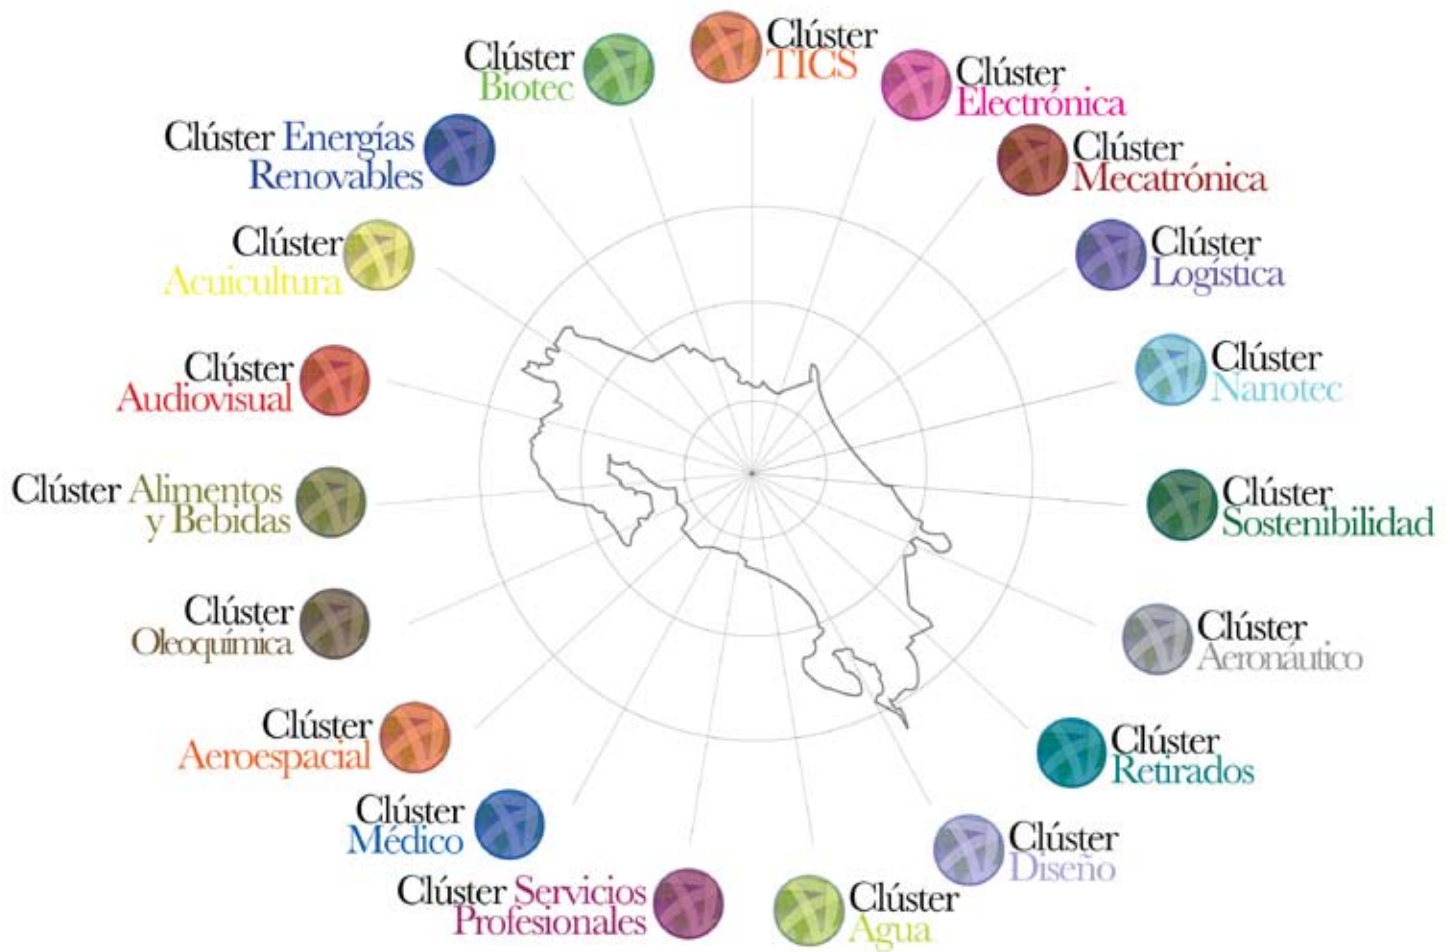 Clúster
TICS
Clúster
Electrónica
Clúster
Mecatrónica
Clúster
Logística
Clúster
Nanotec
Clúster
Sostenibilidad
Clúster
Aeronáutico
Clúster
Retirados
Clúster
Diseño
Clúster
Agua
Clúster Servicios
Profesionales
Clúster
Médico
Clúster
Aeroespacial
Clúster
Oleoquímica
Clúster Alimentos
y Bebidas
Clúster
Audiovisual
Clúster
Acuicultura
Clúster Energías
Renovables
Clúster
Biotec